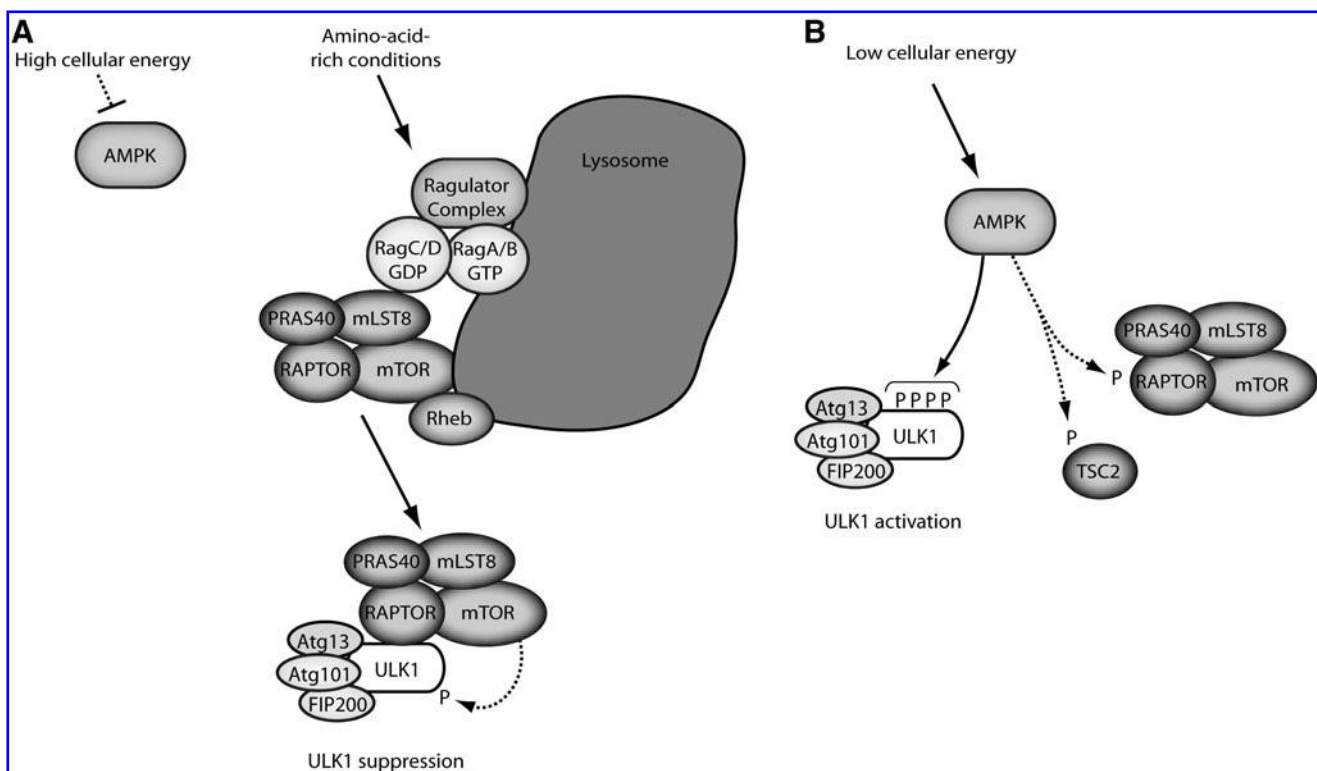 A
High cellular energy
AMPK
Amino-acid-
rich conditions
Lysosome
Ragulator
Complex
RagC/D
GDP
RagA/B
GTP
PRAS40
mLST8
RAPTOR
mTOR
Rheb
PRAS40
mLST8
RAPTOR
mTOR
Atg13
Atg101
FIP200
ULK1
P
ULK1 suppression
B
Low cellular energy
AMPK
PRAS40
mLST8
P
RAPTOR
mTOR
P P P P
Atg13
Atg101
FIP200
ULK1
P
TSC2
ULK1 activation